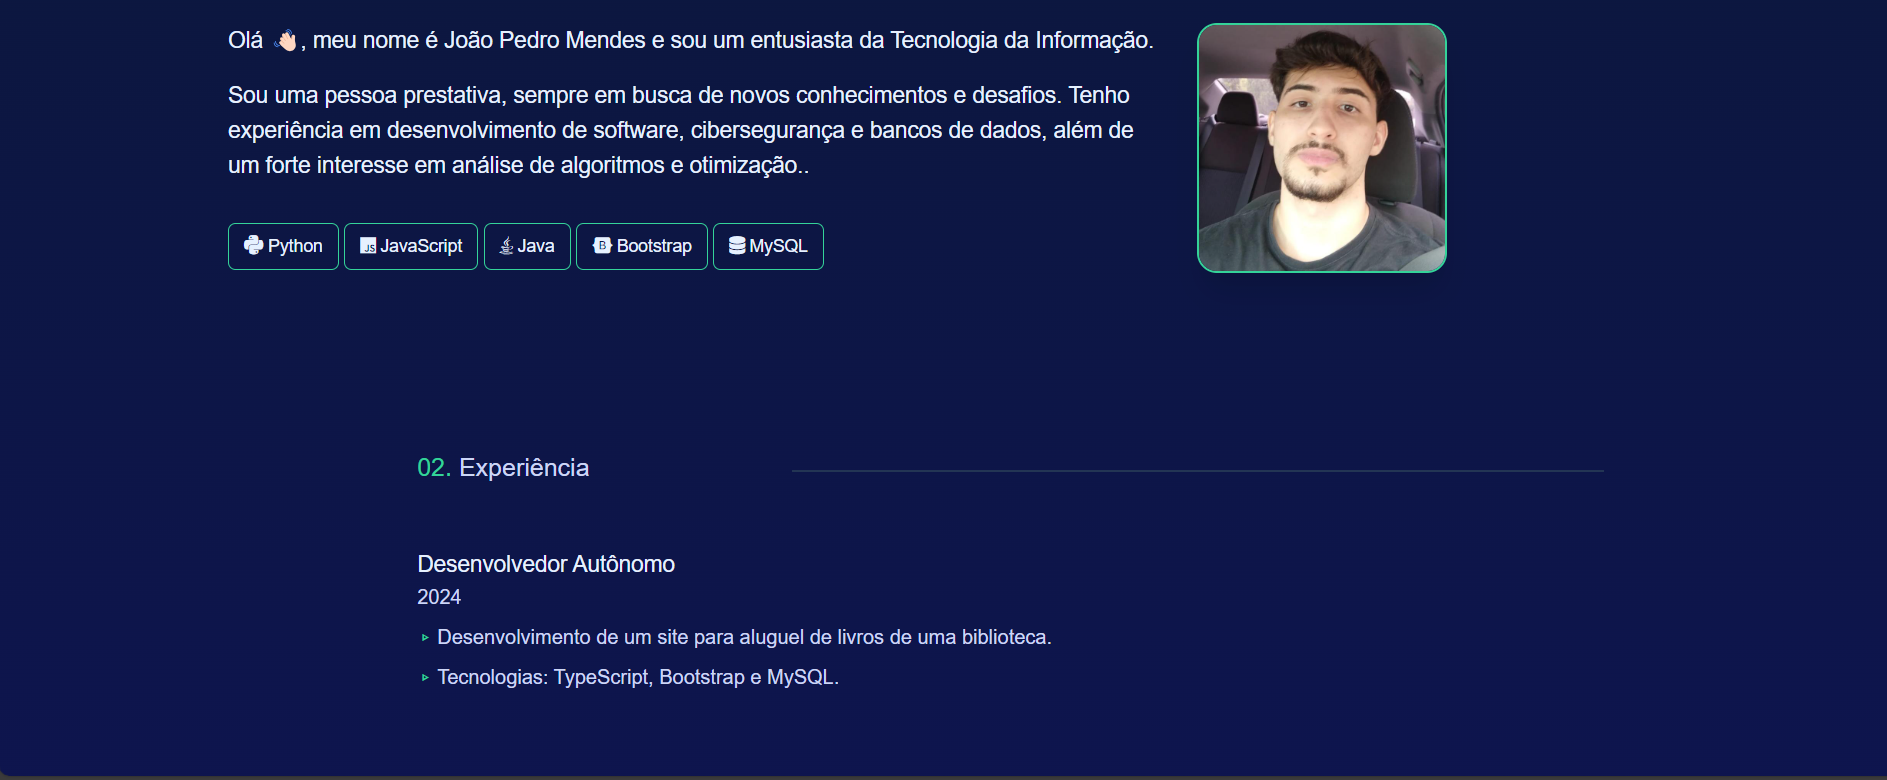 Olá 👋🏻, meu nome é João Pedro Mendes e sou um entusiasta da Tecnologia da Informação.
Sou uma pessoa prestativa, sempre em busca de novos conhecimentos e desafios. Tenho
experiência em desenvolvimento de software, cibersegurança e bancos de dados, além de
um forte interesse em análise de algoritmos e otimização..
Python JavaScript Java Bootstrap MySQL
02. Experiência
Desenvolvedor Autônomo
2024
▹ Desenvolvimento de um site para aluguel de livros de uma biblioteca.
▹ Tecnologias: TypeScript, Bootstrap e MySQL.